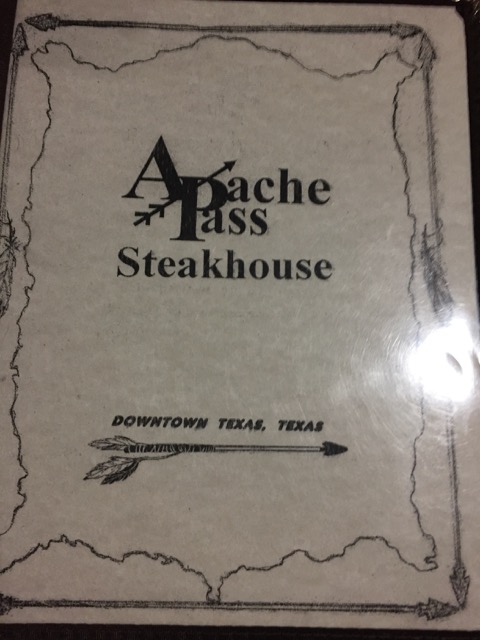 Apache
Pass
Steakhouse
DOWNTOWN TEXAS, TEXAS